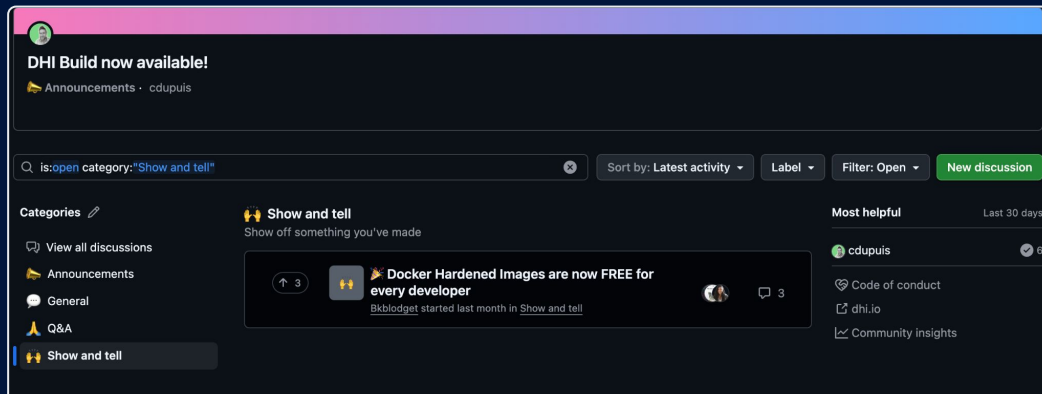 DHI Build now available!
Announcements · cdupuis
is:open category:"Show and tell"
Sort by: Latest activity
Label
Filter: Open
New discussion
Categories
View all discussions
Announcements
General
Q&A
Show and tell
Show and tell
Show off something you've made
3
Docker Hardened Images are now FREE for
every developer
Bkblodget started last month in Show and tell
3
Most helpful
Last 30 days
cdupuis
6
Code of conduct
dhi.io
Community insights